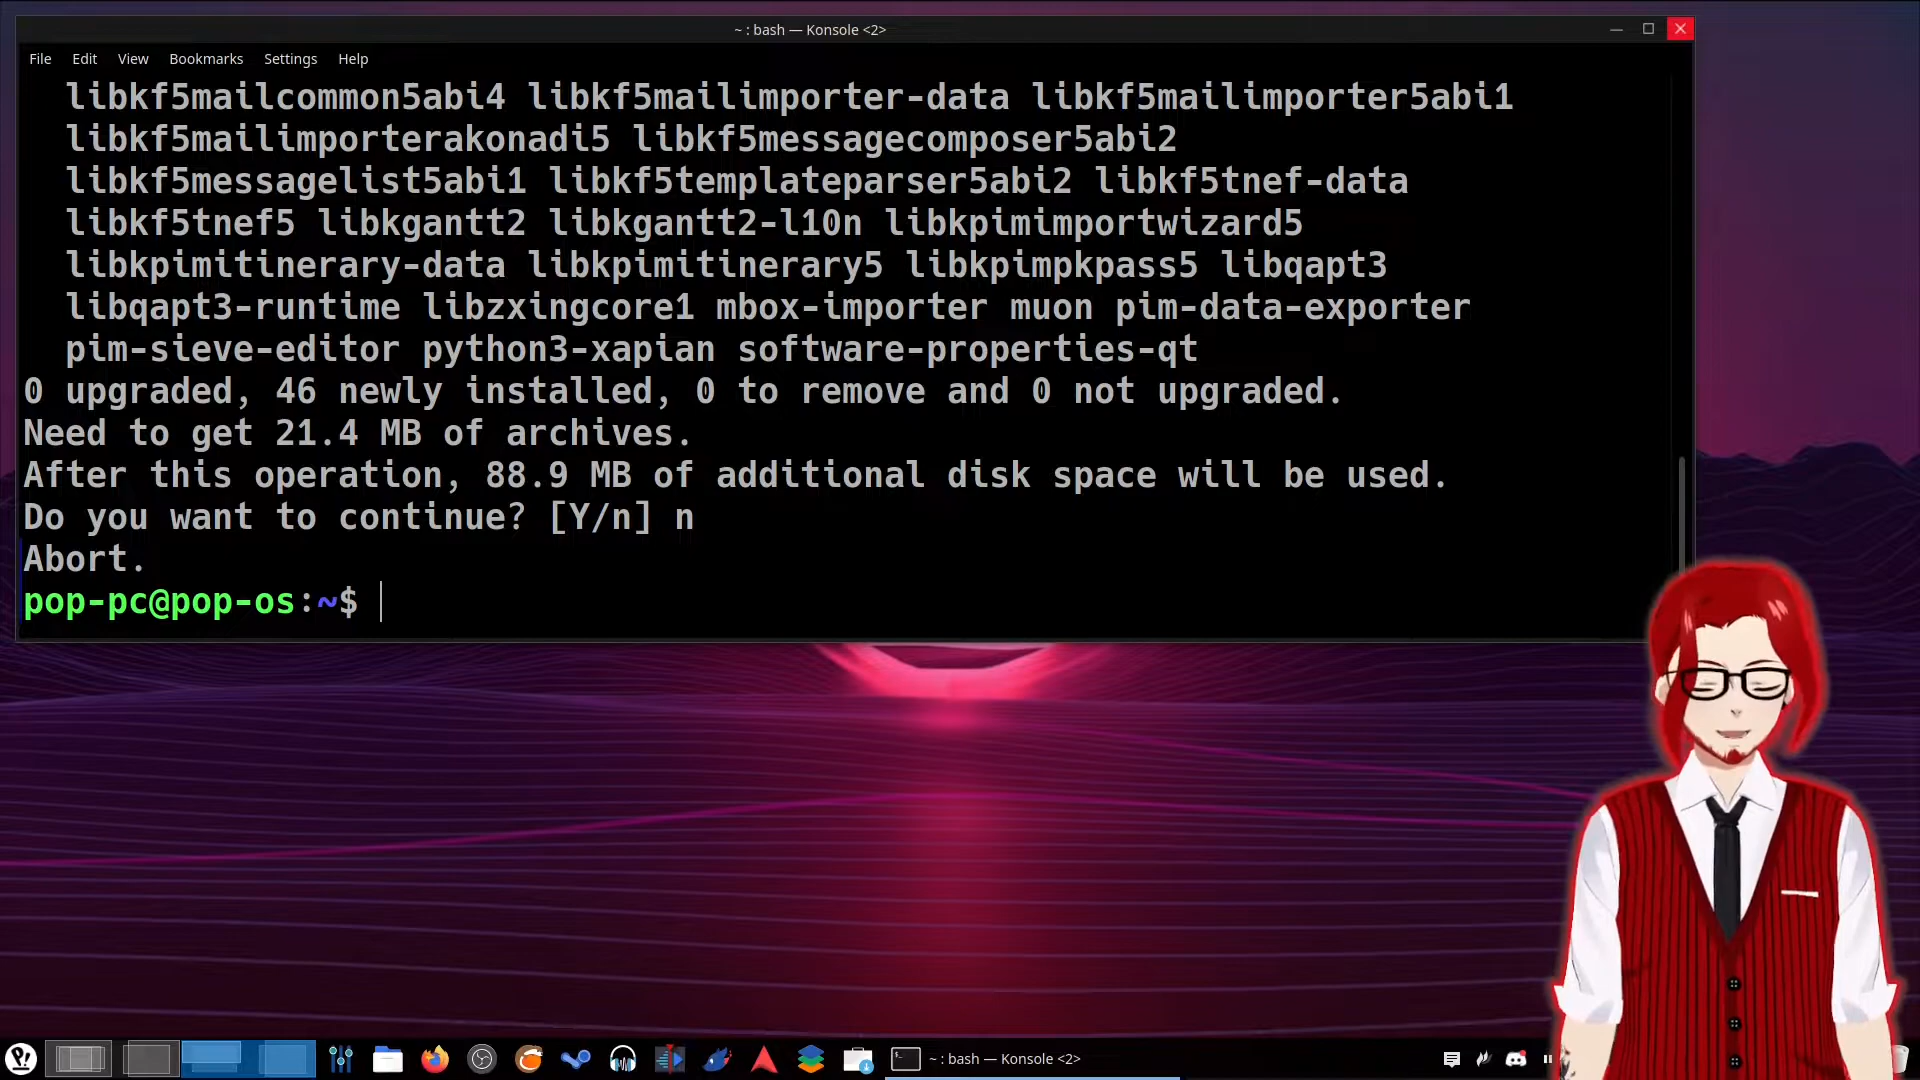 ~ : bash — Konsole <2>
File Edit View Bookmarks Settings Help
libkf5mailcommon5abi4 libkf5mailimporter-data libkf5mailimporter5abi1
libkf5mailimporterakonadi5 libkf5messagecomposer5abi2
libkf5messagelist5abi1 libkf5templateparser5abi2 libkf5tnef-data
libkf5tnef5 libkgantt2 libkgantt2-l10n libkpimimportwizard5
libkpimitinerary-data libkpimitinerary5 libkpimpkpass5 libqapt3
libqapt3-runtime libzxingcore1 mbox-importer muon pim-data-exporter
pim-sieve-editor python3-xapian software-properties-qt
0 upgraded, 46 newly installed, 0 to remove and 0 not upgraded.
Need to get 21.4 MB of archives.
After this operation, 88.9 MB of additional disk space will be used.
Do you want to continue? [Y/n] n
Abort.
pop-pc@pop-os:~$
~ : bash — Konsole <2>